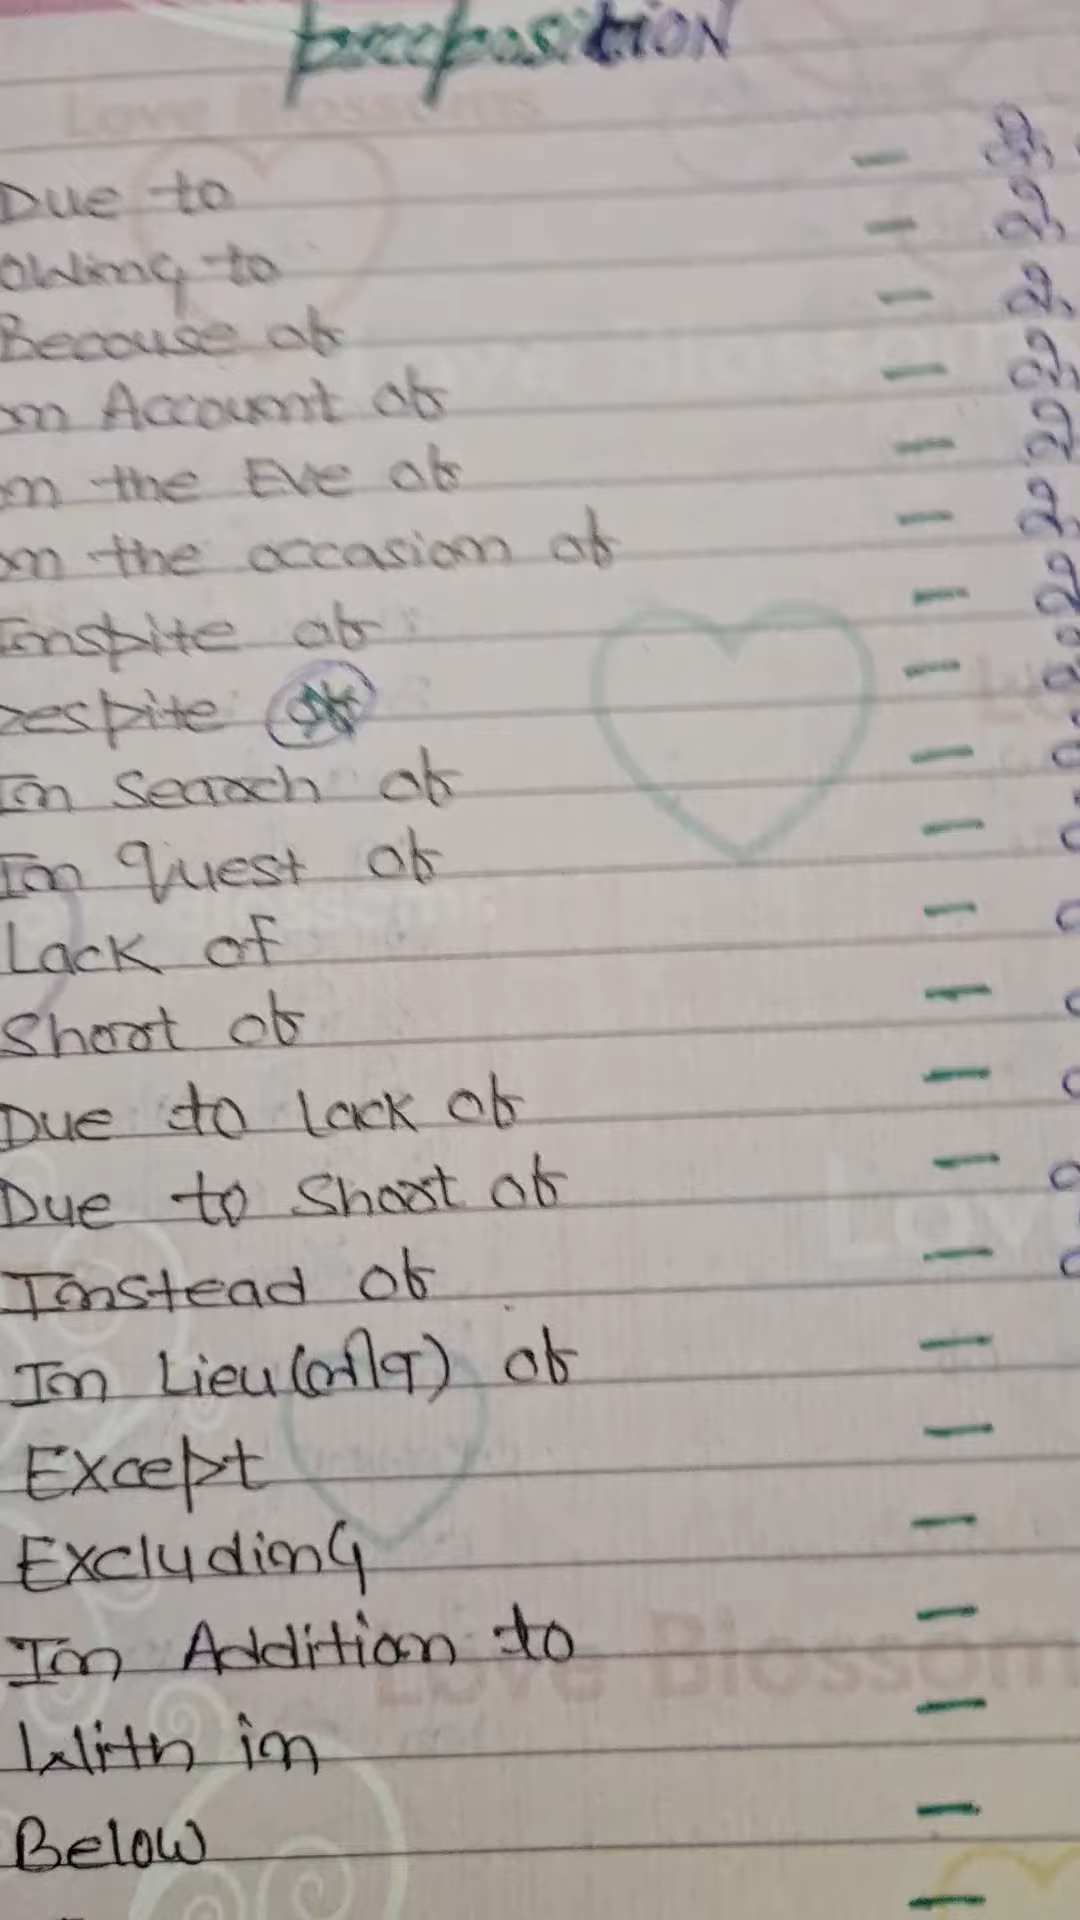 preposition
Due to -
Owing to -
Because of -
on Account of -
on the Eve of -
on the occasion of -
Inspite of -
Despite -
In Search of -
In Quest of -
Lack of -
Short of -
Due to lack of -
Due to Short of -
Instead of -
In Lieu of -
Except -
Excluding -
In Addition to -
With in -
Below -